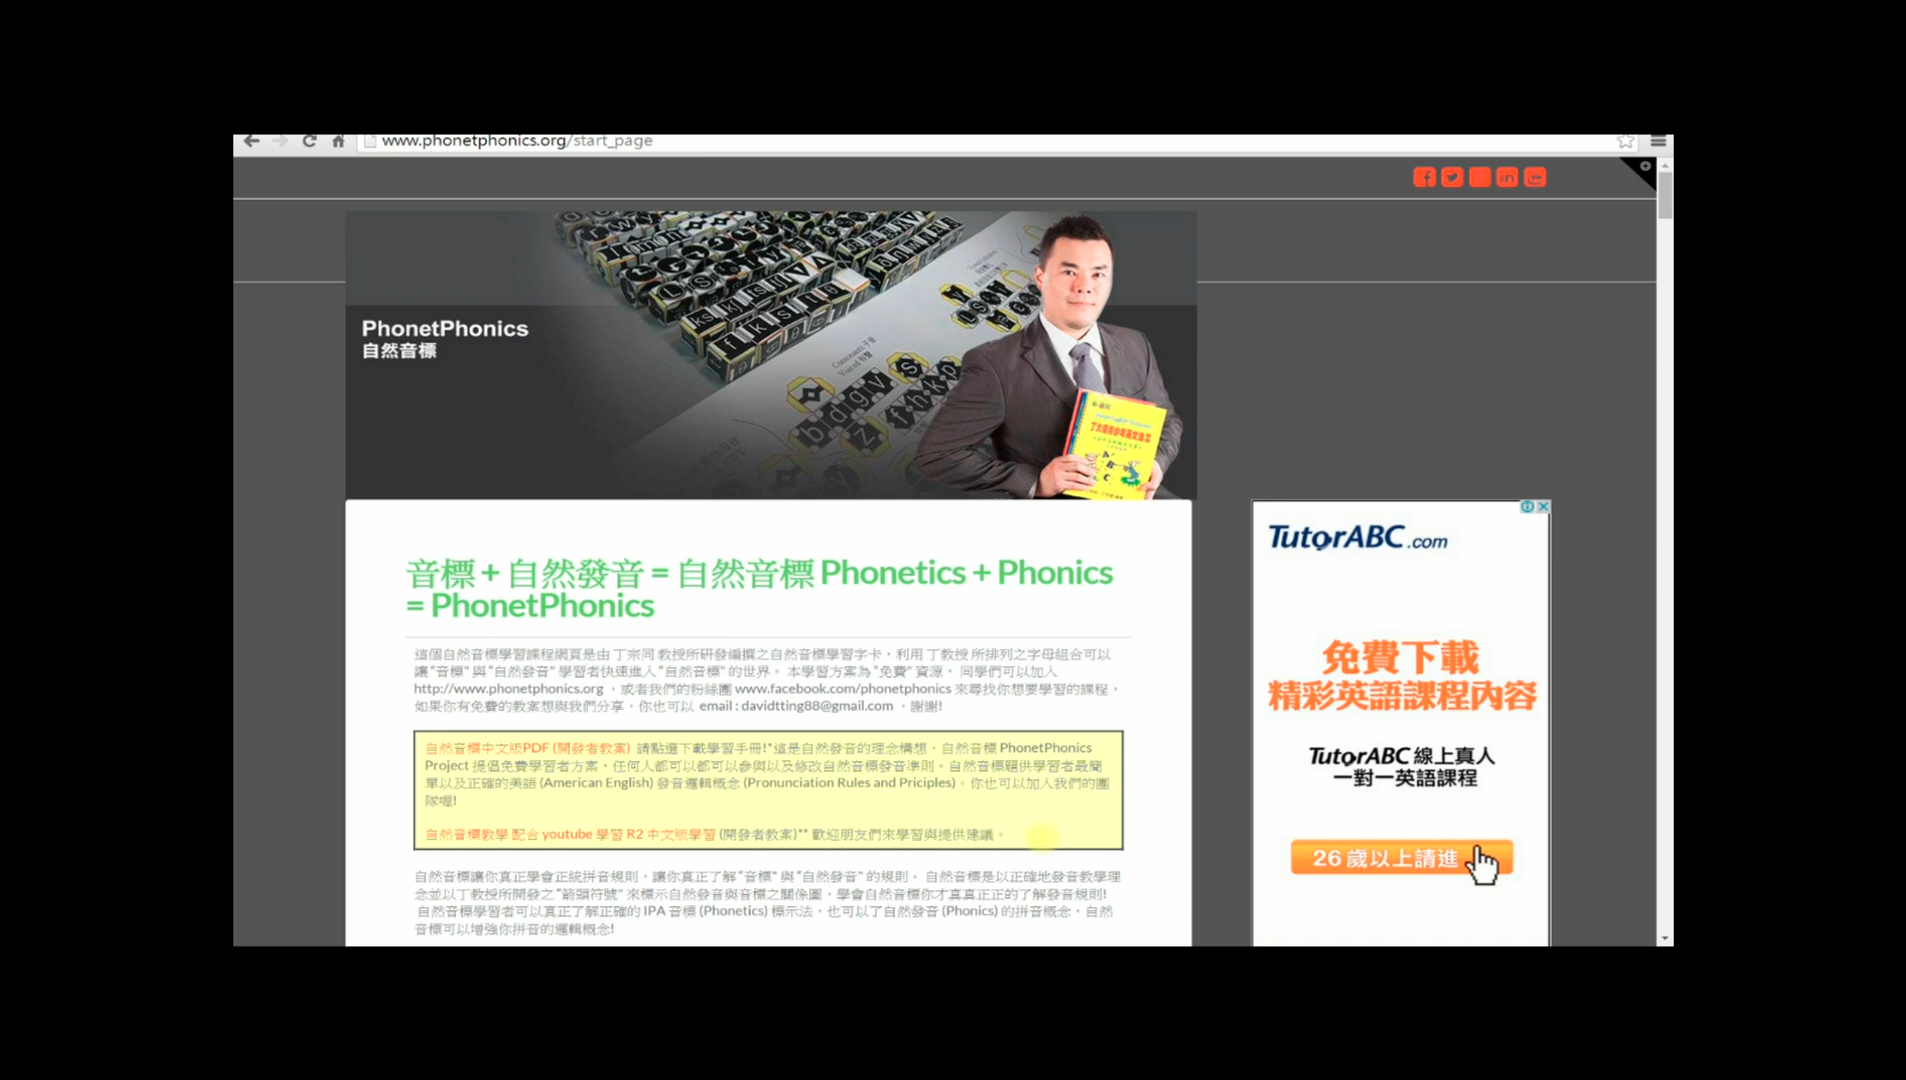 www.phonetphonics.org/start_page
PhonetPhonics
自然音標
音標 + 自然發音 = 自然音標 Phonetics + Phonics
= PhonetPhonics
這個自然音標學習課程網頁是由 丁宗同 教授所研發編撰之自然音標學習字卡，利用 丁教授 所排列之字母組合可以
讓"音標" 與 "自然發音" 學習者快速進入 "自然音標" 的世界。 本學習方案為 "免費" 資源， 同學們可以加入
http://www.phonetphonics.org ，或者我們的粉絲團 www.facebook.com/phonetphonics 來尋找你想要學習的課程，
如果你有免費的教案想與我們分享，你也可以 email : davidtting88@gmail.com ，謝謝!
自然音標中文版PDF (開發者教案) 請點選下載學習手冊!*這是自然發音的理念構想，自然音標 PhonetPhonics
Project 提倡免費學習者方案，任何人都可以都可以參與以及修改自然音標發音準則。自然音標題供學習者最簡
單以及正確的美語 (American English) 發音邏輯概念 (Pronunciation Rules and Priciples)。你也可以加入我們的團
隊喔!
自然音標教學 配合 youtube 學習 R2 中文版學習 (開發者教案)** 歡迎朋友們來學習與提供建議。
自然音標讓你真正學會正統拼音規則，讓你真正了解"音標" 與 "自然發音" 的規則。 自然音標是以正確地發音教學理
念並以丁教授所開發之 "箭頭符號" 來標示自然發音與音標之關係圖，學會自然音標你才真真正正的了解發音規則!
自然音標學習者可以真正了解正確的 IPA 音標 (Phonetics) 標示法，也可以了自然發音 (Phonics) 的拼音概念，自然
音標可以增強你拼音的邏輯概念!
TutorABC.com
免費下載
精彩英語課程內容
TutorABC 線上真人
一對一英語課程
26 歲以上請進